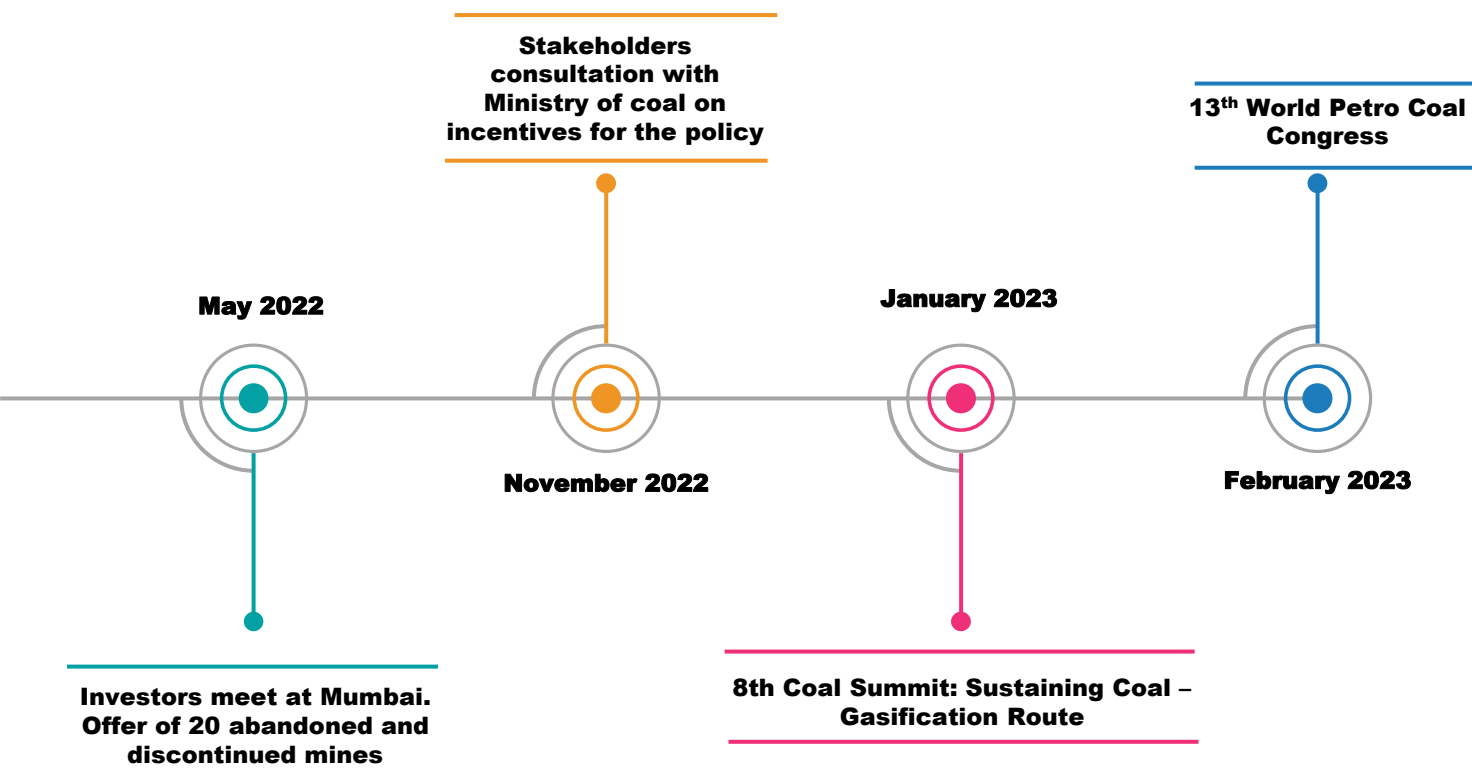 Stakeholders
consultation with
Ministry of coal on
incentives for the policy
13th World Petro Coal
Congress
May 2022
January 2023
November 2022
February 2023
Investors meet at Mumbai.
Offer of 20 abandoned and
discontinued mines
8th Coal Summit: Sustaining Coal –
Gasification Route